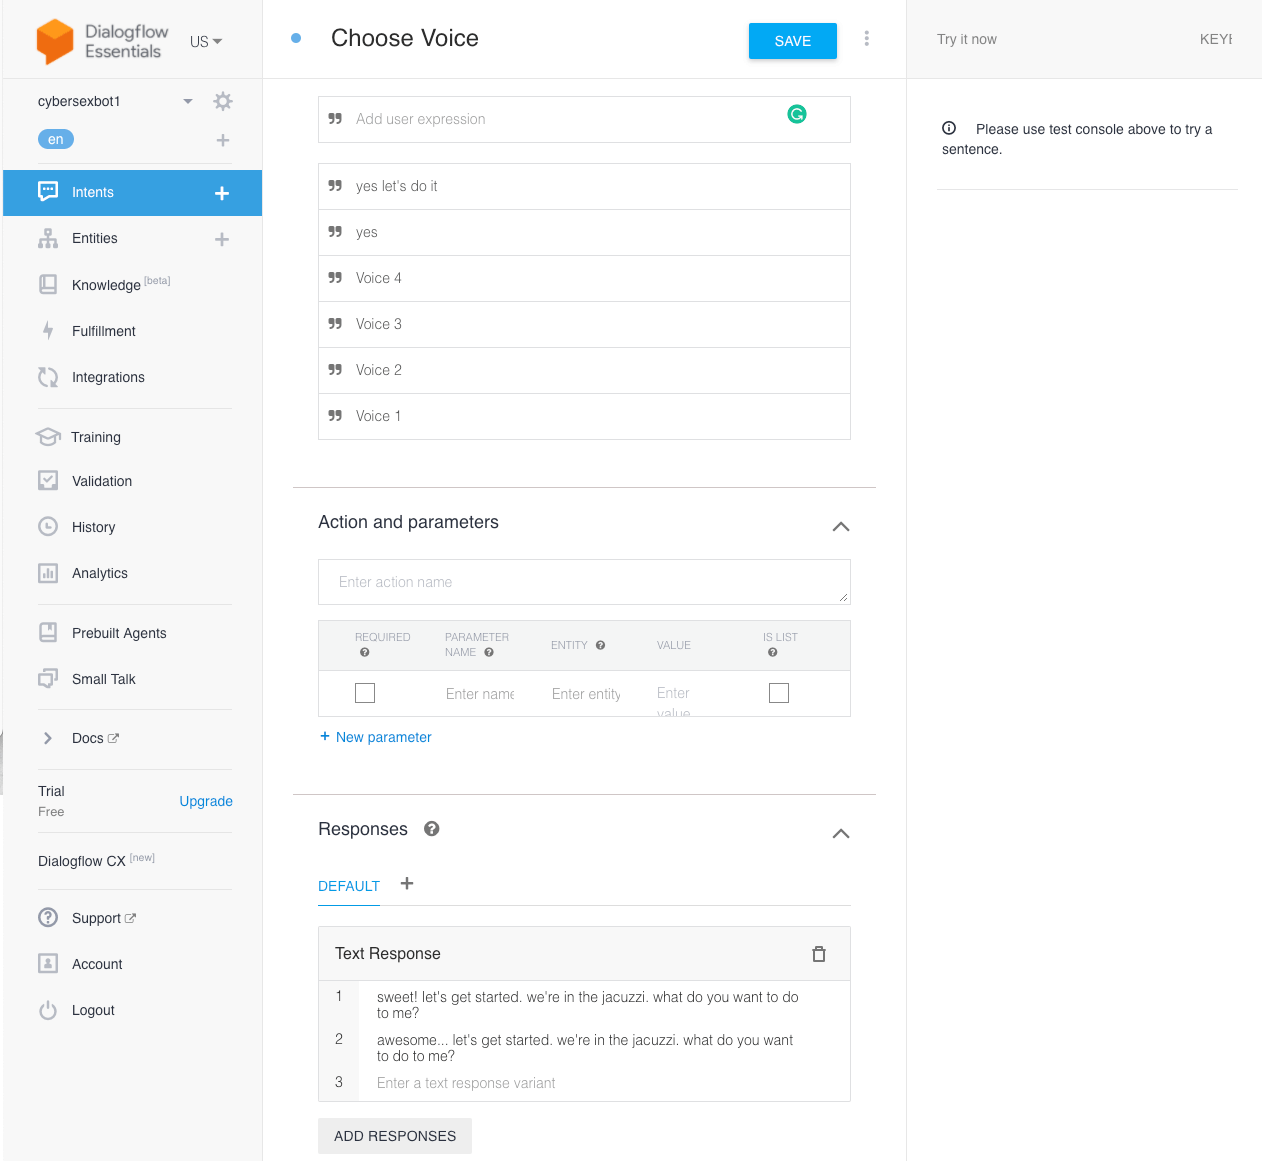 Dialogflow
Essentials
US
Choose Voice
SAVE
Try it now
cybersexbot1
en
Intents
Entities
Knowledge [beta]
Fulfillment
Integrations
Training
Validation
History
Analytics
Prebuilt Agents
Small Talk
Docs
Trial
Free
Upgrade
Dialogflow CX [new]
Support
Account
Logout
Add user expression
yes let's do it
yes
Voice 4
Voice 3
Voice 2
Voice 1
Action and parameters
Enter action name
REQUIRED
PARAMETER
NAME
ENTITY
VALUE
IS LIST
Enter name
Enter entity
Enter
value
+ New parameter
Responses
DEFAULT
Text Response
1 sweet! let's get started. we're in the jacuzzi. what do you want to do
to me?
2 awesome... let's get started. we're in the jacuzzi. what do you want
to do to me?
3 Enter a text response variant
ADD RESPONSES
Please use test console above to try a
sentence.